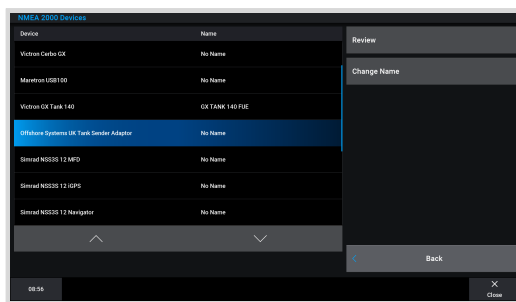 NMEA 2000 Devices
Device Name
Victron Cerbo GX No Name
Maretron USB100 No Name
Victron GX Tank 140 GX TANK 140 FUE
Offshore Systems UK Tank Sender Adaptor No Name
Simrad NSS3S 12 MFD No Name
Simrad NSS3S 12 iGPS No Name
Simrad NSS3S 12 Navigator No Name
Review
Change Name
Back
08:56
Close